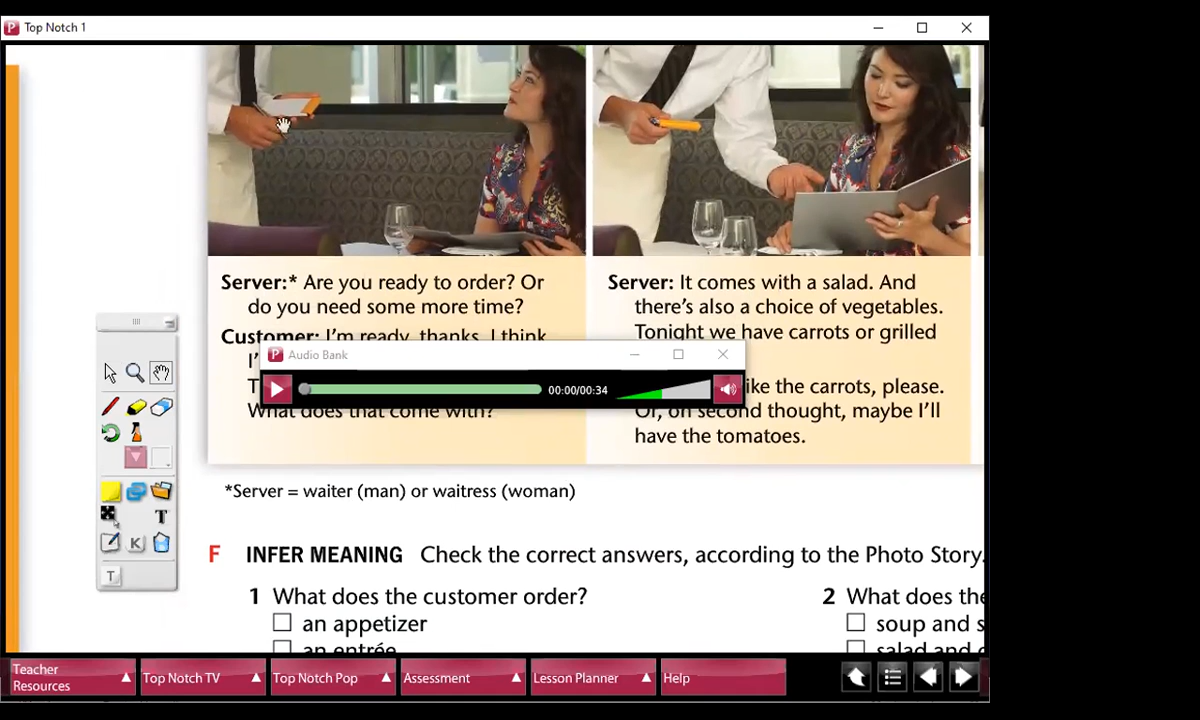 Top Notch 1
Server:* Are you ready to order? Or
do you need some more time?
Customer: I'm ready, thanks. I think
I'
T
What does that come with?
Server: It comes with a salad. And
there's also a choice of vegetables.
Tonight we have carrots or grilled
like the carrots, please.
Or, on second thought, maybe I'll
have the tomatoes.
Audio Bank
00:00/00:34
*Server = waiter (man) or waitress (woman)
F INFER MEANING Check the correct answers, according to the Photo Story.
1 What does the customer order?
an appetizer
an entrée
2 What does the
soup and s
salad and
T
K
T
Teacher
Resources
Top Notch TV
Top Notch Pop
Assessment
Lesson Planner
Help